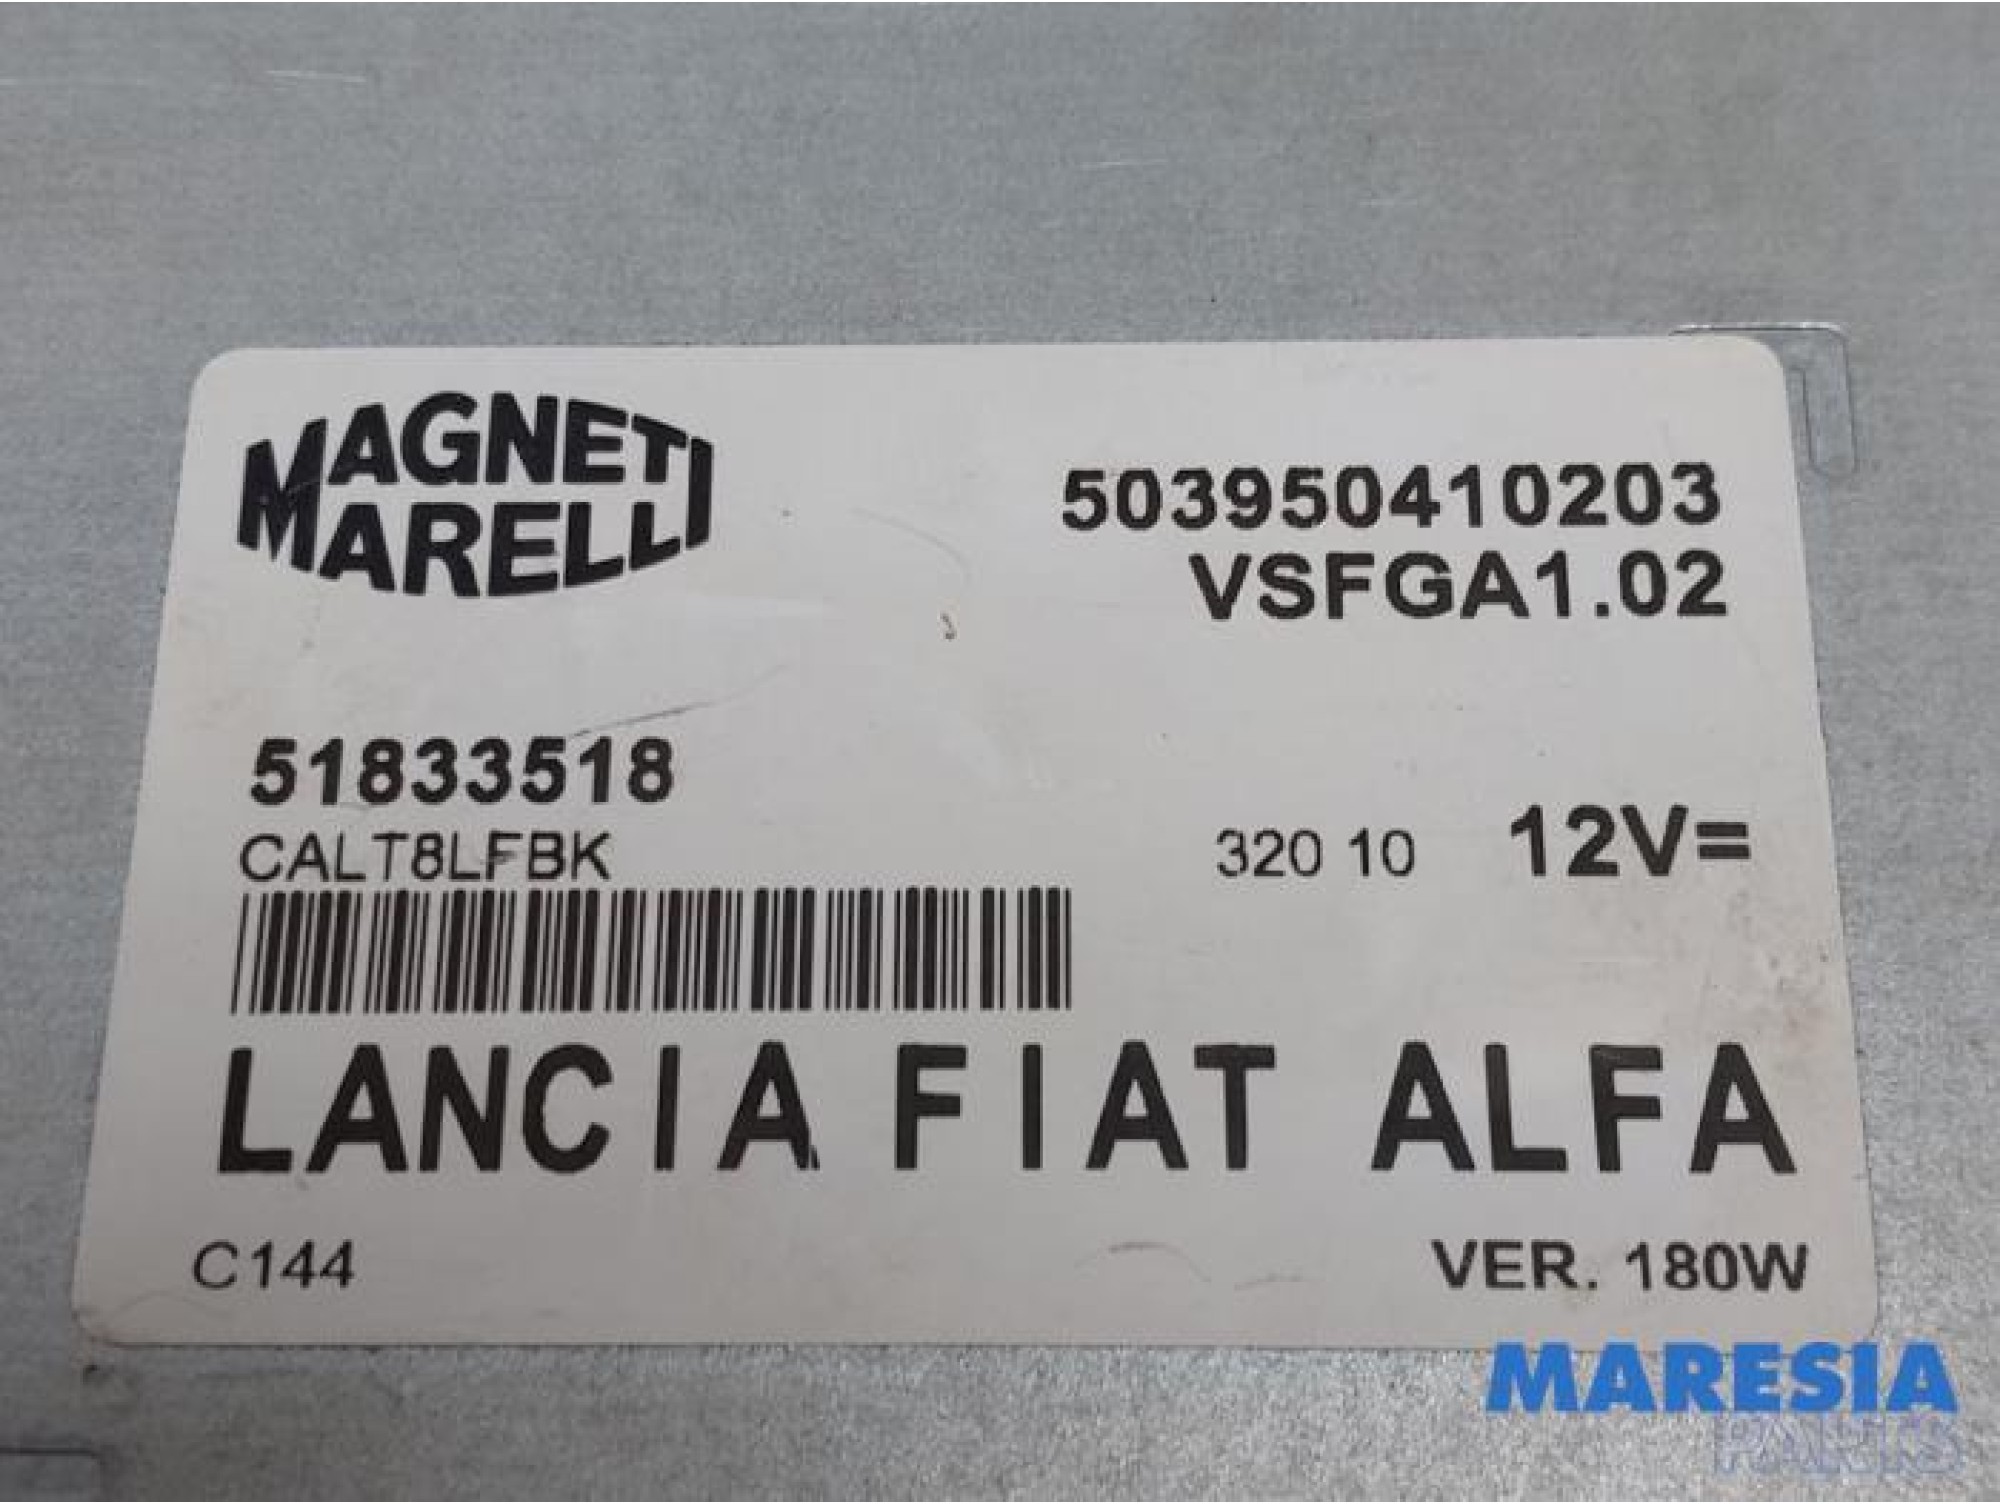 MAGNETI
MARELLI
503950410203
VSFGA1.02
51833518
CALT8LFBK
320 10 12V=
LANCIA FIAT ALFA
C144
VER. 180W
MARESIA
PARTS